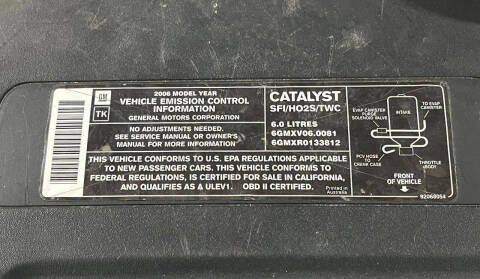 GM
TK
2006 MODEL YEAR
VEHICLE EMISSION CONTROL
INFORMATION
GENERAL MOTORS CORPORATION
NO ADJUSTMENTS NEEDED.
SEE SERVICE MANUAL OR OWNER'S
MANUAL FOR MORE INFORMATION
CATALYST
SFI/HO2S/TWC
6.0 LITRES
6GMXV06.0081
6GMXR0133812
THIS VEHICLE CONFORMS TO U.S. EPA REGULATIONS APPLICABLE
TO NEW PASSENGER CARS. THIS VEHICLE CONFORMS TO
FEDERAL REGULATIONS, IS CERTIFIED FOR SALE IN CALIFORNIA,
AND QUALIFIES AS A ULEV1. OBD II CERTIFIED.
Printed in
Australia
EVAP CANISTER
PURGE
SOLENOID VALVE
INTAKE
TO EVAP
CANISTER
PCV HOSE TO
CRANK CASE
THROTTLE
BODY
FRONT
OF VEHICLE
92068054